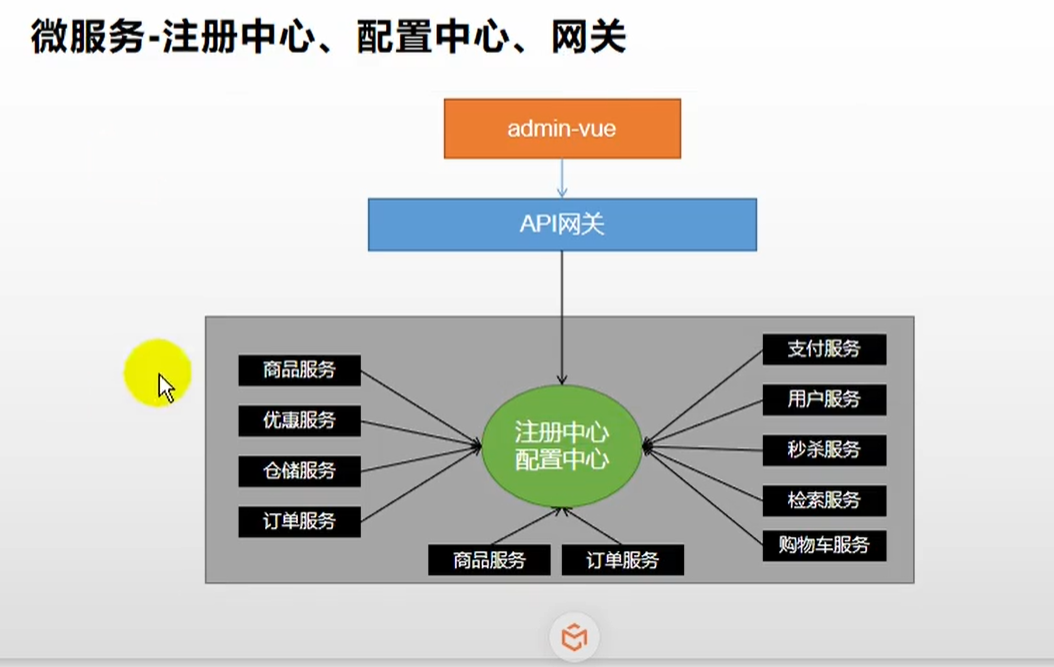 微服务-注册中心、配置中心、网关
admin-vue
API网关
商品服务
优惠服务
仓储服务
订单服务
注册中心
配置中心
支付服务
用户服务
秒杀服务
检索服务
购物车服务
商品服务
订单服务